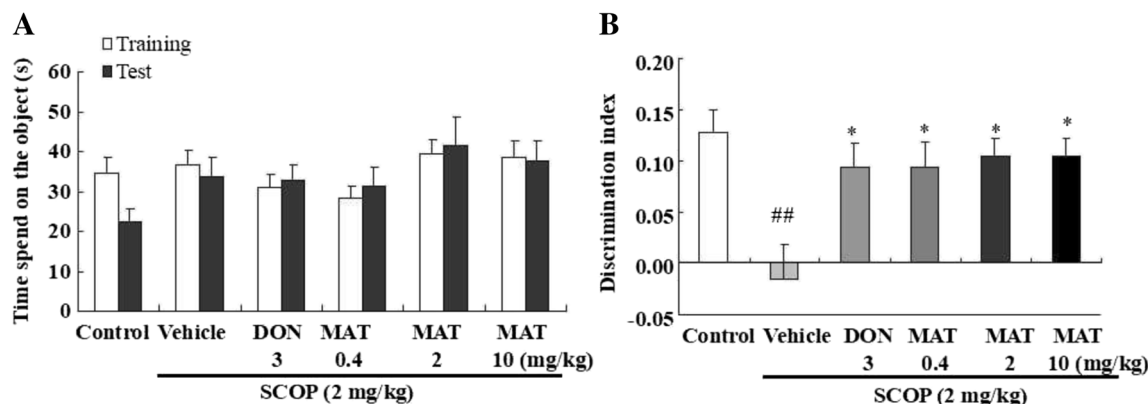 A
Training
Test
Time spend on the object (s)
60
50
40
30
20
10
0
Control Vehicle DON MAT MAT MAT
3 0.4 2 10 (mg/kg)
SCOP (2 mg/kg)
B
Discrimination index
0.20
0.15
0.10
0.05
0.00
-0.05
##
* * * *
Control Vehicle DON MAT MAT MAT
3 0.4 2 10 (mg/kg)
SCOP (2 mg/kg)